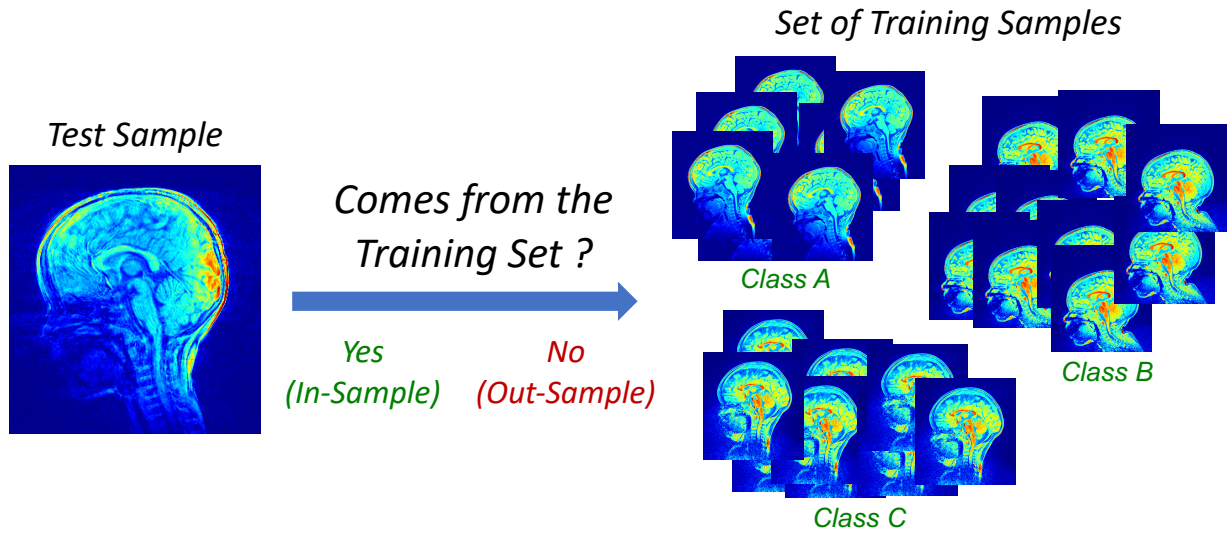 Set of Training Samples
Test Sample
Comes from the
Training Set ?
Class A
Yes
(In-Sample)
No
(Out-Sample)
Class B
Class C